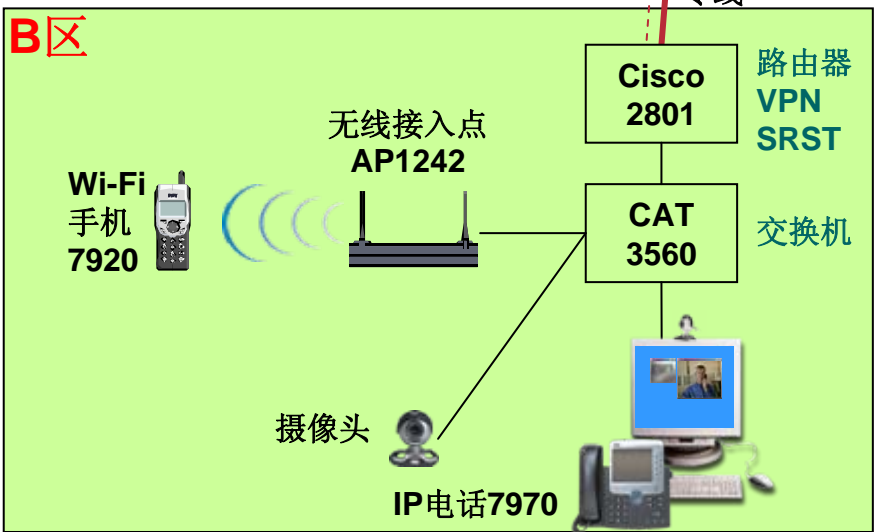 B区
Cisco
2801
路由器
VPN
SRST
无线接入点
AP1242
Wi-Fi
手机
7920
CAT
3560
交换机
摄像头
IP电话7970